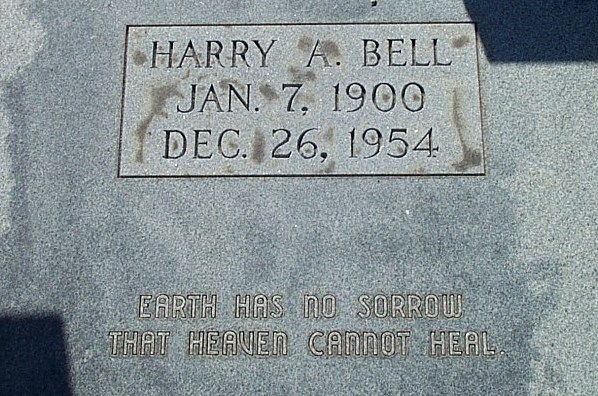 HARRY A. BELL
JAN. 7, 1900
DEC. 26, 1954
EARTH HAS NO SORROW
THAT HEAVEN CANNOT HEAL.